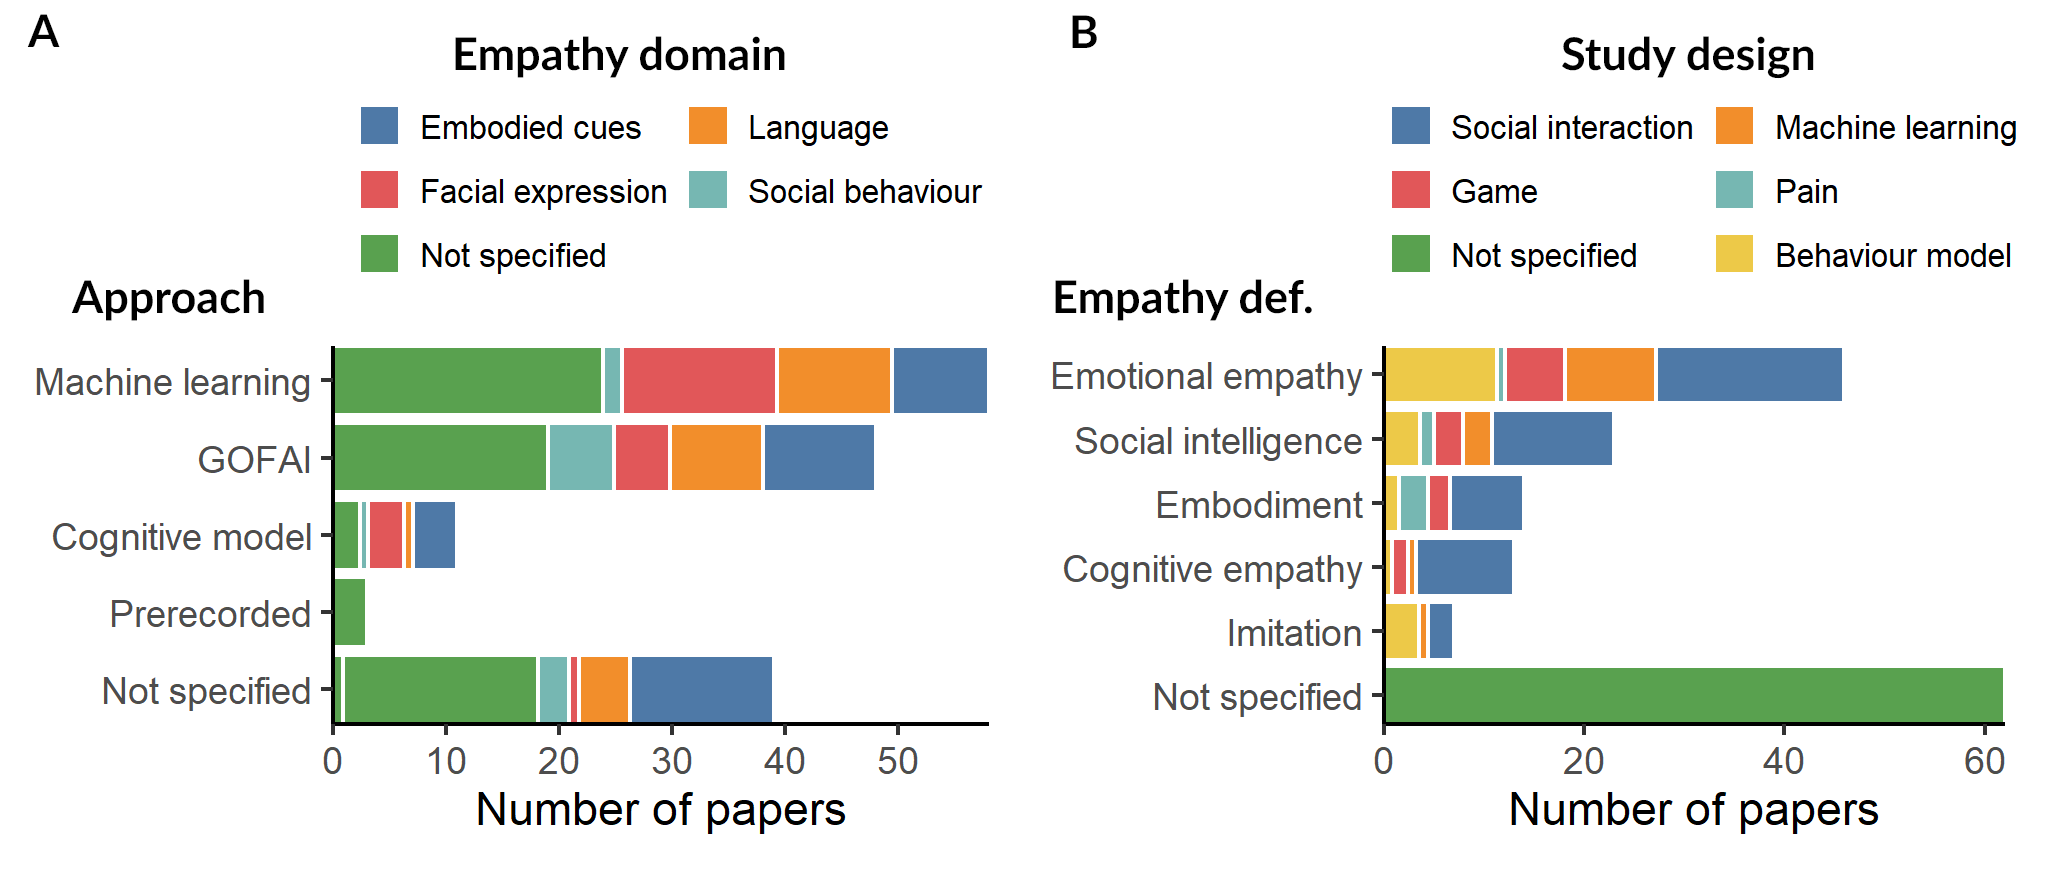 A
Empathy domain
Embodied cues
Language
Facial expression
Social behaviour
Not specified
Approach
Machine learning
GOFAI
Cognitive model
Prerecorded
Not specified
0 10 20 30 40 50
Number of papers
B
Study design
Social interaction
Machine learning
Game
Pain
Not specified
Behaviour model
Empathy def.
Emotional empathy
Social intelligence
Embodiment
Cognitive empathy
Imitation
Not specified
0 20 40 60
Number of papers